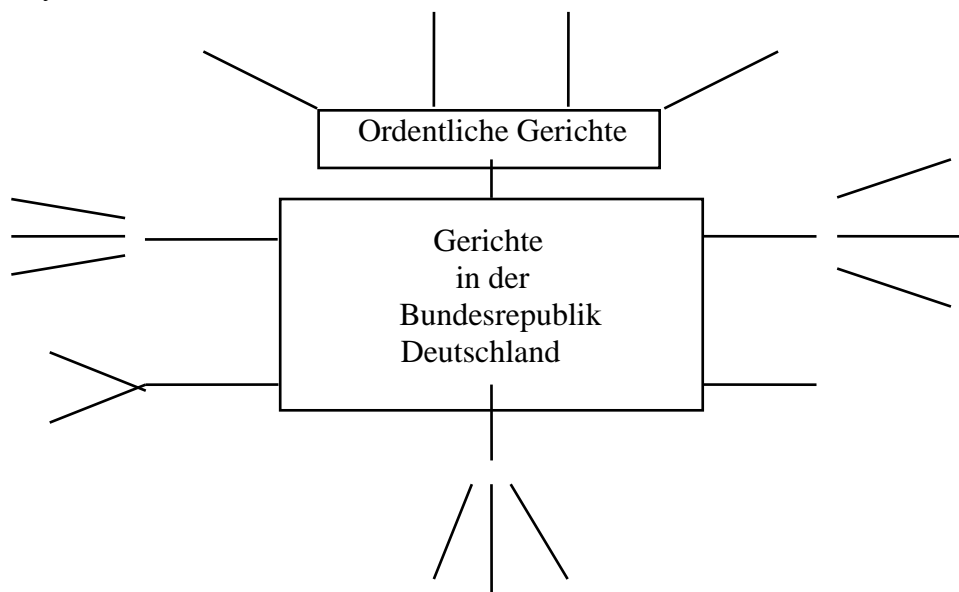 Ordentliche Gerichte
Gerichte
in der
Bundesrepublik
Deutschland